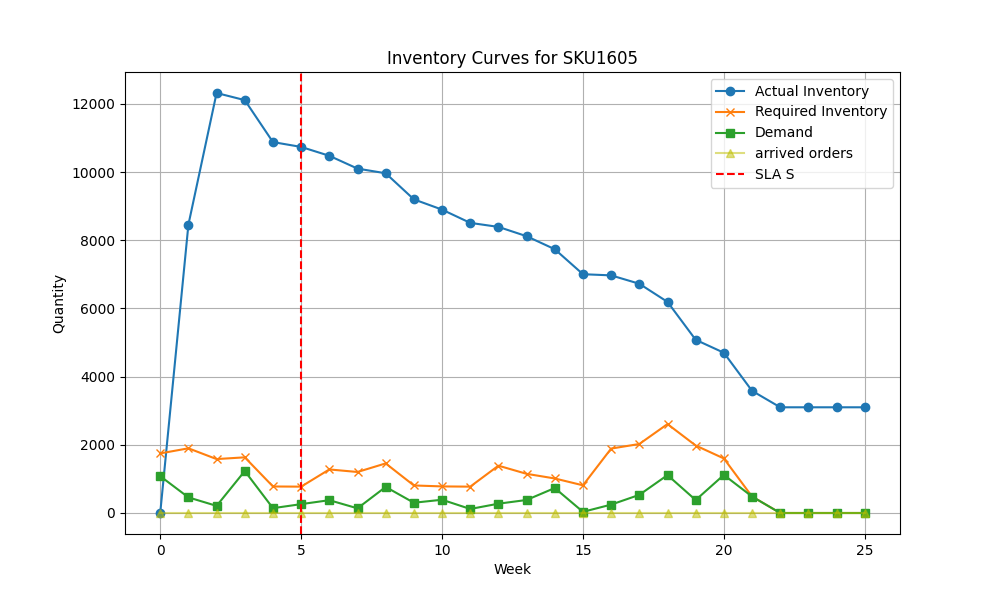 Inventory Curves for SKU1605
Actual Inventory
Required Inventory
Demand
arrived orders
SLA S
Quantity
12000
10000
8000
6000
4000
2000
0
0 5 10 15 20 25
Week